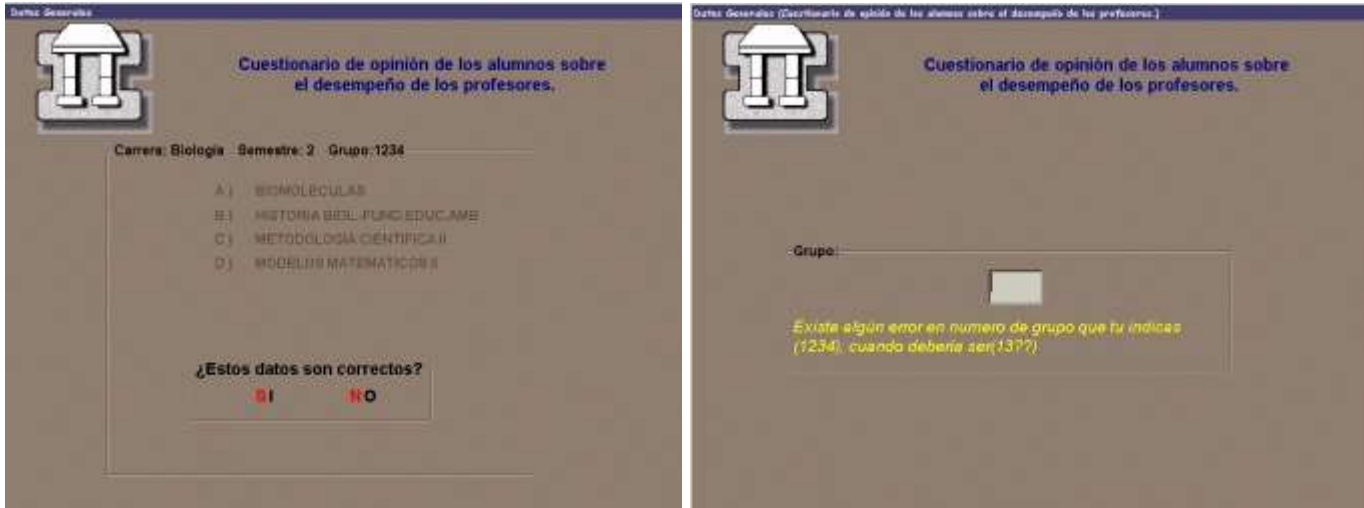 Datos Generales
Cuestionario de opinión de los alumnos sobre
el desempeño de los profesores.
Carrera: Biología Semestre: 2 Grupo:1234
A ) BIOMOLECULAS
B ) HISTORIA BIOL.-FUND.EDUC.AMB
C ) METODOLOGIA CIENTIFICA II
D ) MODELOS MATEMATICOS II
¿Estos datos son correctos?
SI NO
Datos Generales (Cuestionario de opinión de los alumnos sobre el desempeño de los profesores.)
Cuestionario de opinión de los alumnos sobre
el desempeño de los profesores.
Grupo:
Existe algún error en numero de grupo que tu indicas
(1234), cuando debería ser(13??)